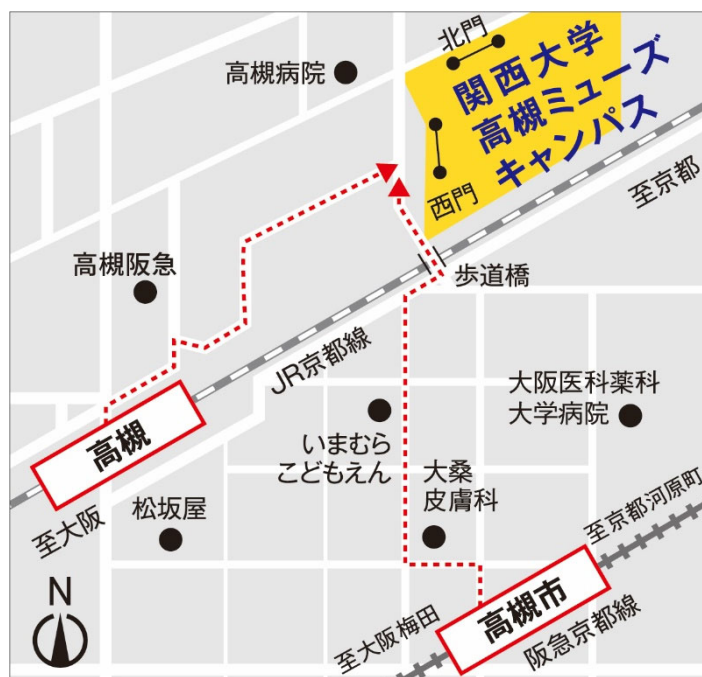 北門
高槻病院
関西大学
高槻ミューズ
キャンパス
西門
至京都
高槻阪急
歩道橋
JR京都線
大阪医科薬科
大学病院
高槻
いまむら
こどもえん
大桑
皮膚科
至大阪
松坂屋
至京都河原町
N
高槻市
至大阪梅田
阪急京都線